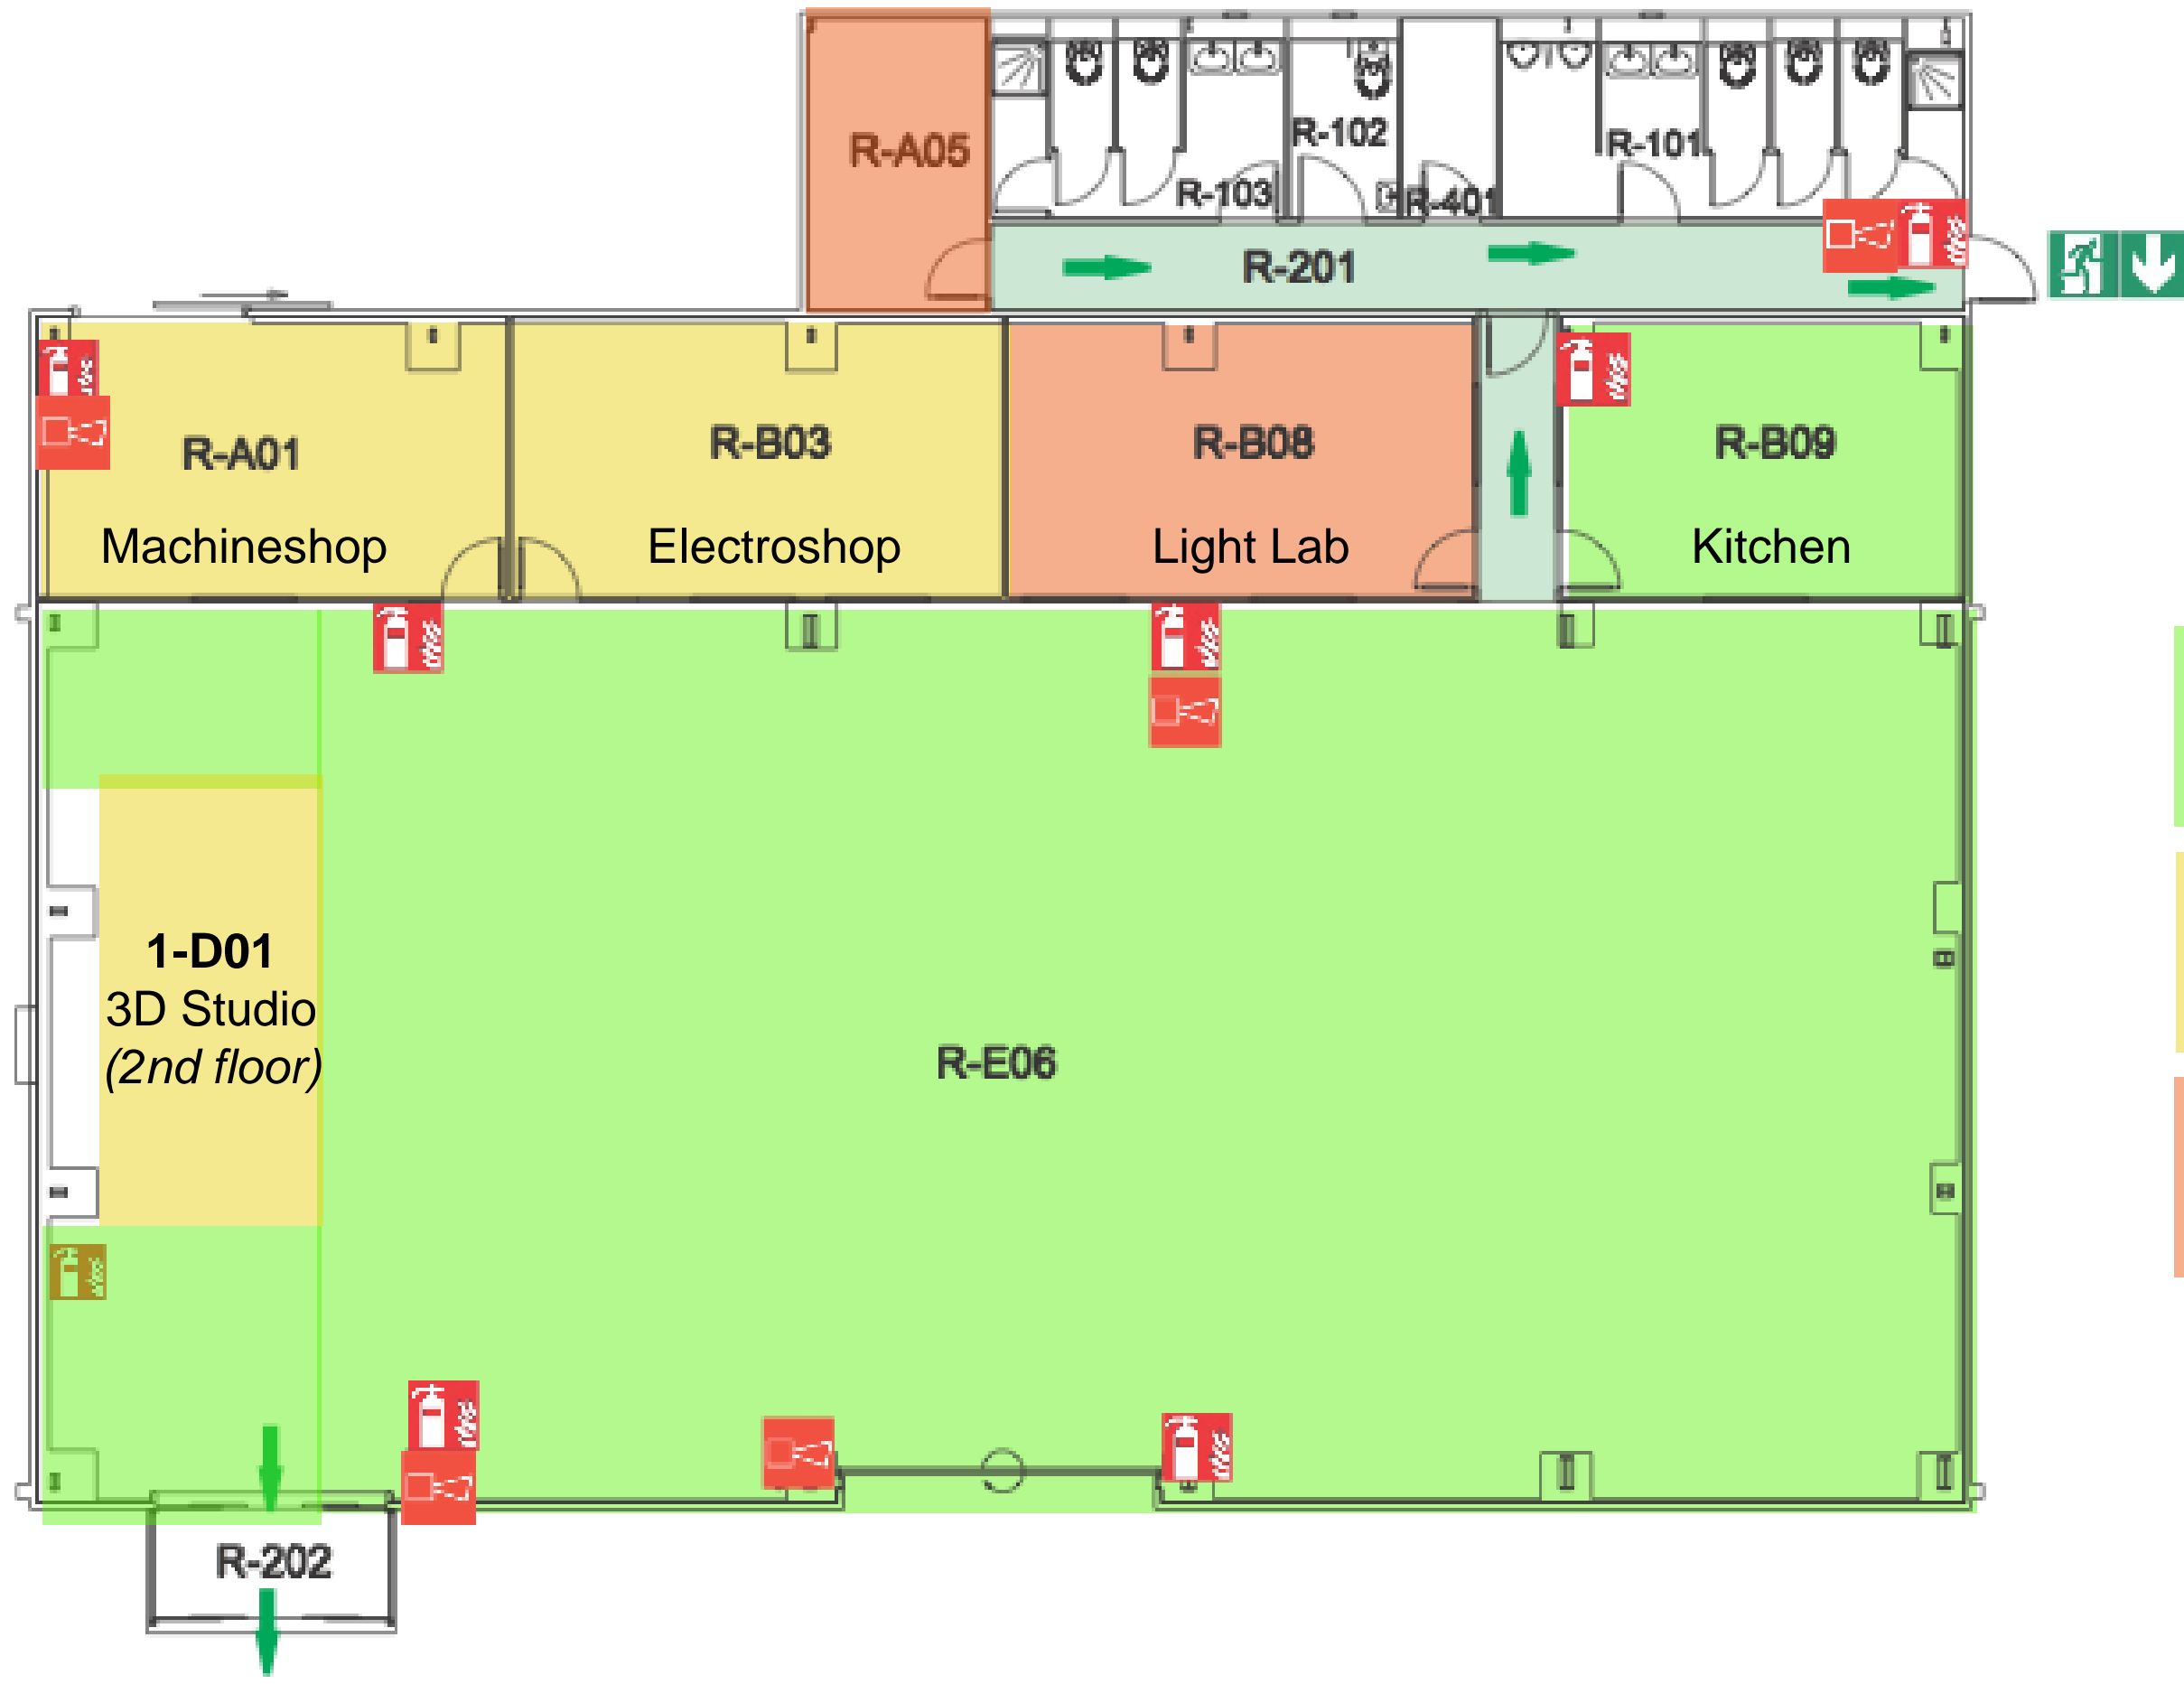 R-A05
R-102
R-101
R-103
R-401
R-201
R-A01
Machineshop
R-B03
Electroshop
R-B08
Light Lab
R-B09
Kitchen
1-D01
3D Studio
(2nd floor)
R-E06
R-202